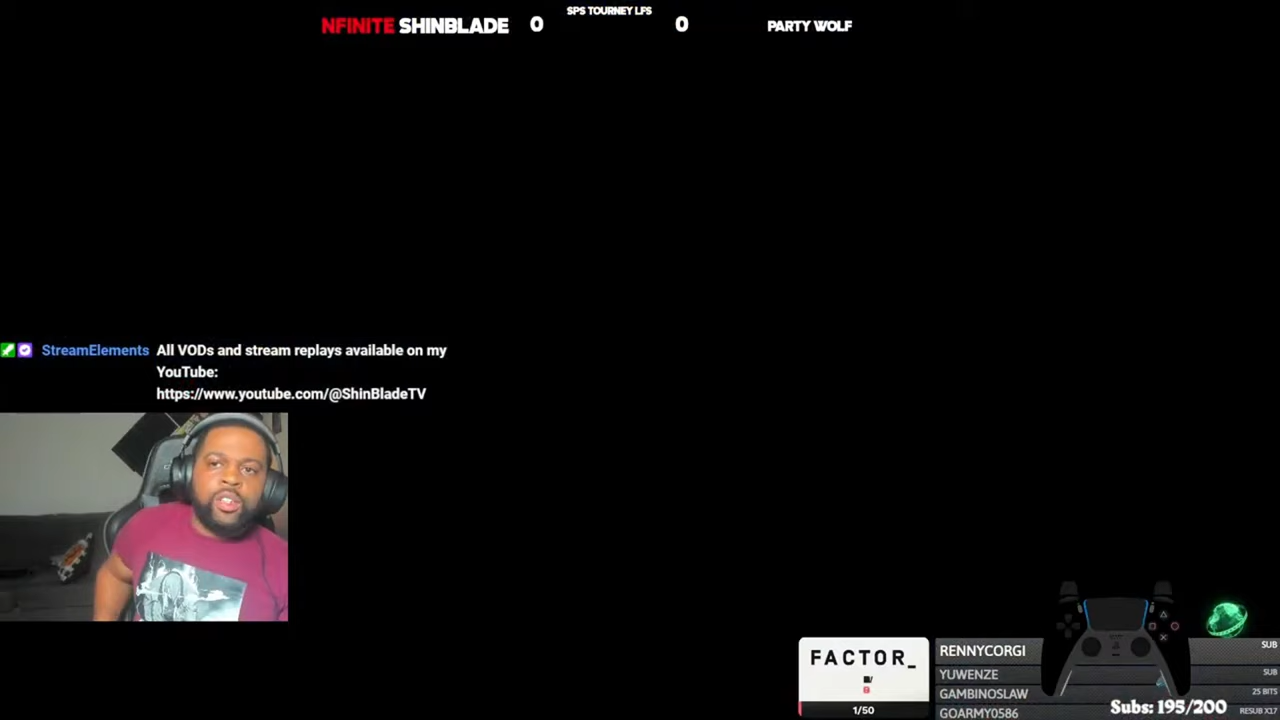 SPS TOURNEY LFS
NFINITE SHINBLADE 0 0 PARTY WOLF
StreamElements All VODs and stream replays available on my
YouTube:
https://www.youtube.com/@ShinBladeTV
FACTOR_
1/50
RENNYCORGI SUB
YUWENZE SUB
GAMBINOSLAW 25 BITS
GOARMY0586 RESUB X17
Subs: 195/200